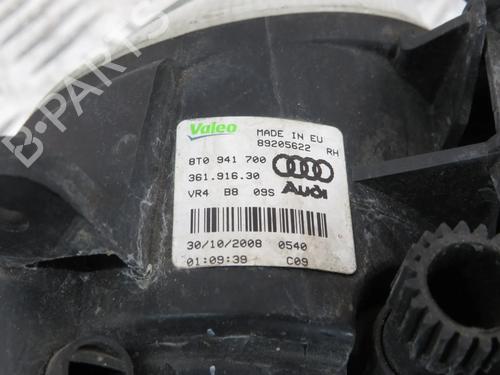 Valeo
MADE IN EU
89205622 RH
8T0 941 700
361.916.30
Audi
VR4 B8 09S
30/10/2008 0540
01:09:39 C09
B-PARTS